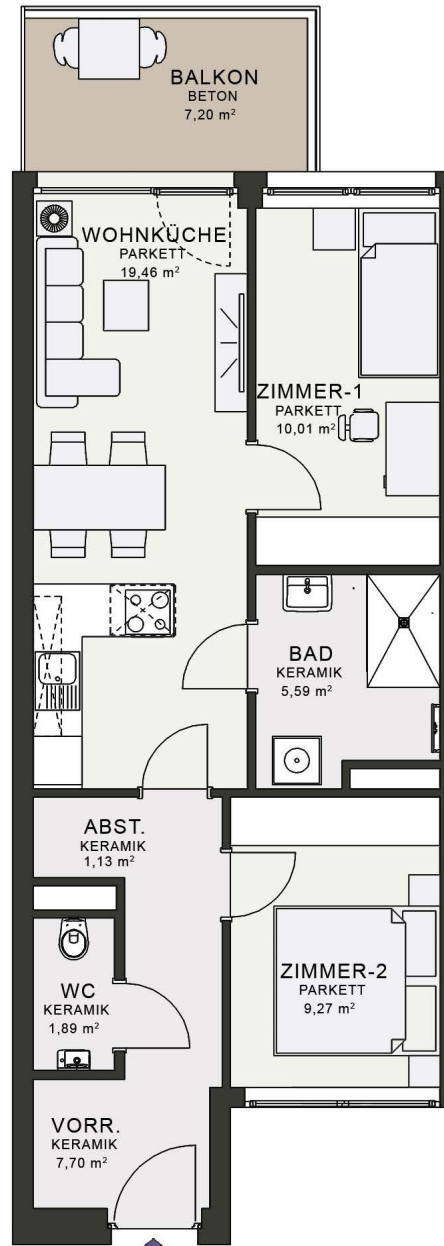 BALKON
BETON
7,20 m²
WOHNKÜCHE
PARKETT
19,46 m²
ZIMMER-1
PARKETT
10,01 m²
BAD
KERAMIK
5,59 m²
ABST.
KERAMIK
1,13 m²
WC
KERAMIK
1,89 m²
ZIMMER-2
PARKETT
9,27 m²
VORR.
KERAMIK
7,70 m²